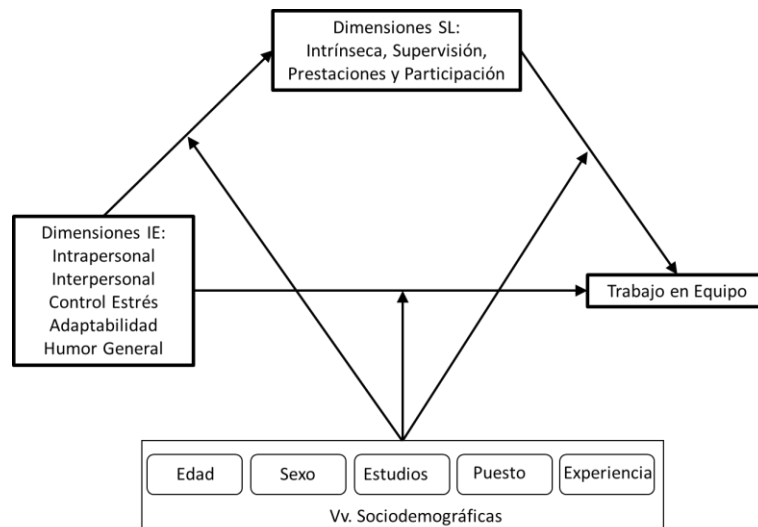 Dimensiones SL:
Intrínseca, Supervisión,
Prestaciones y Participación
Dimensiones IE:
Intrapersonal
Interpersonal
Control Estrés
Adaptabilidad
Humor General
Trabajo en Equipo
Edad
Sexo
Estudios
Puesto
Experiencia
Vv. Sociodemográficas